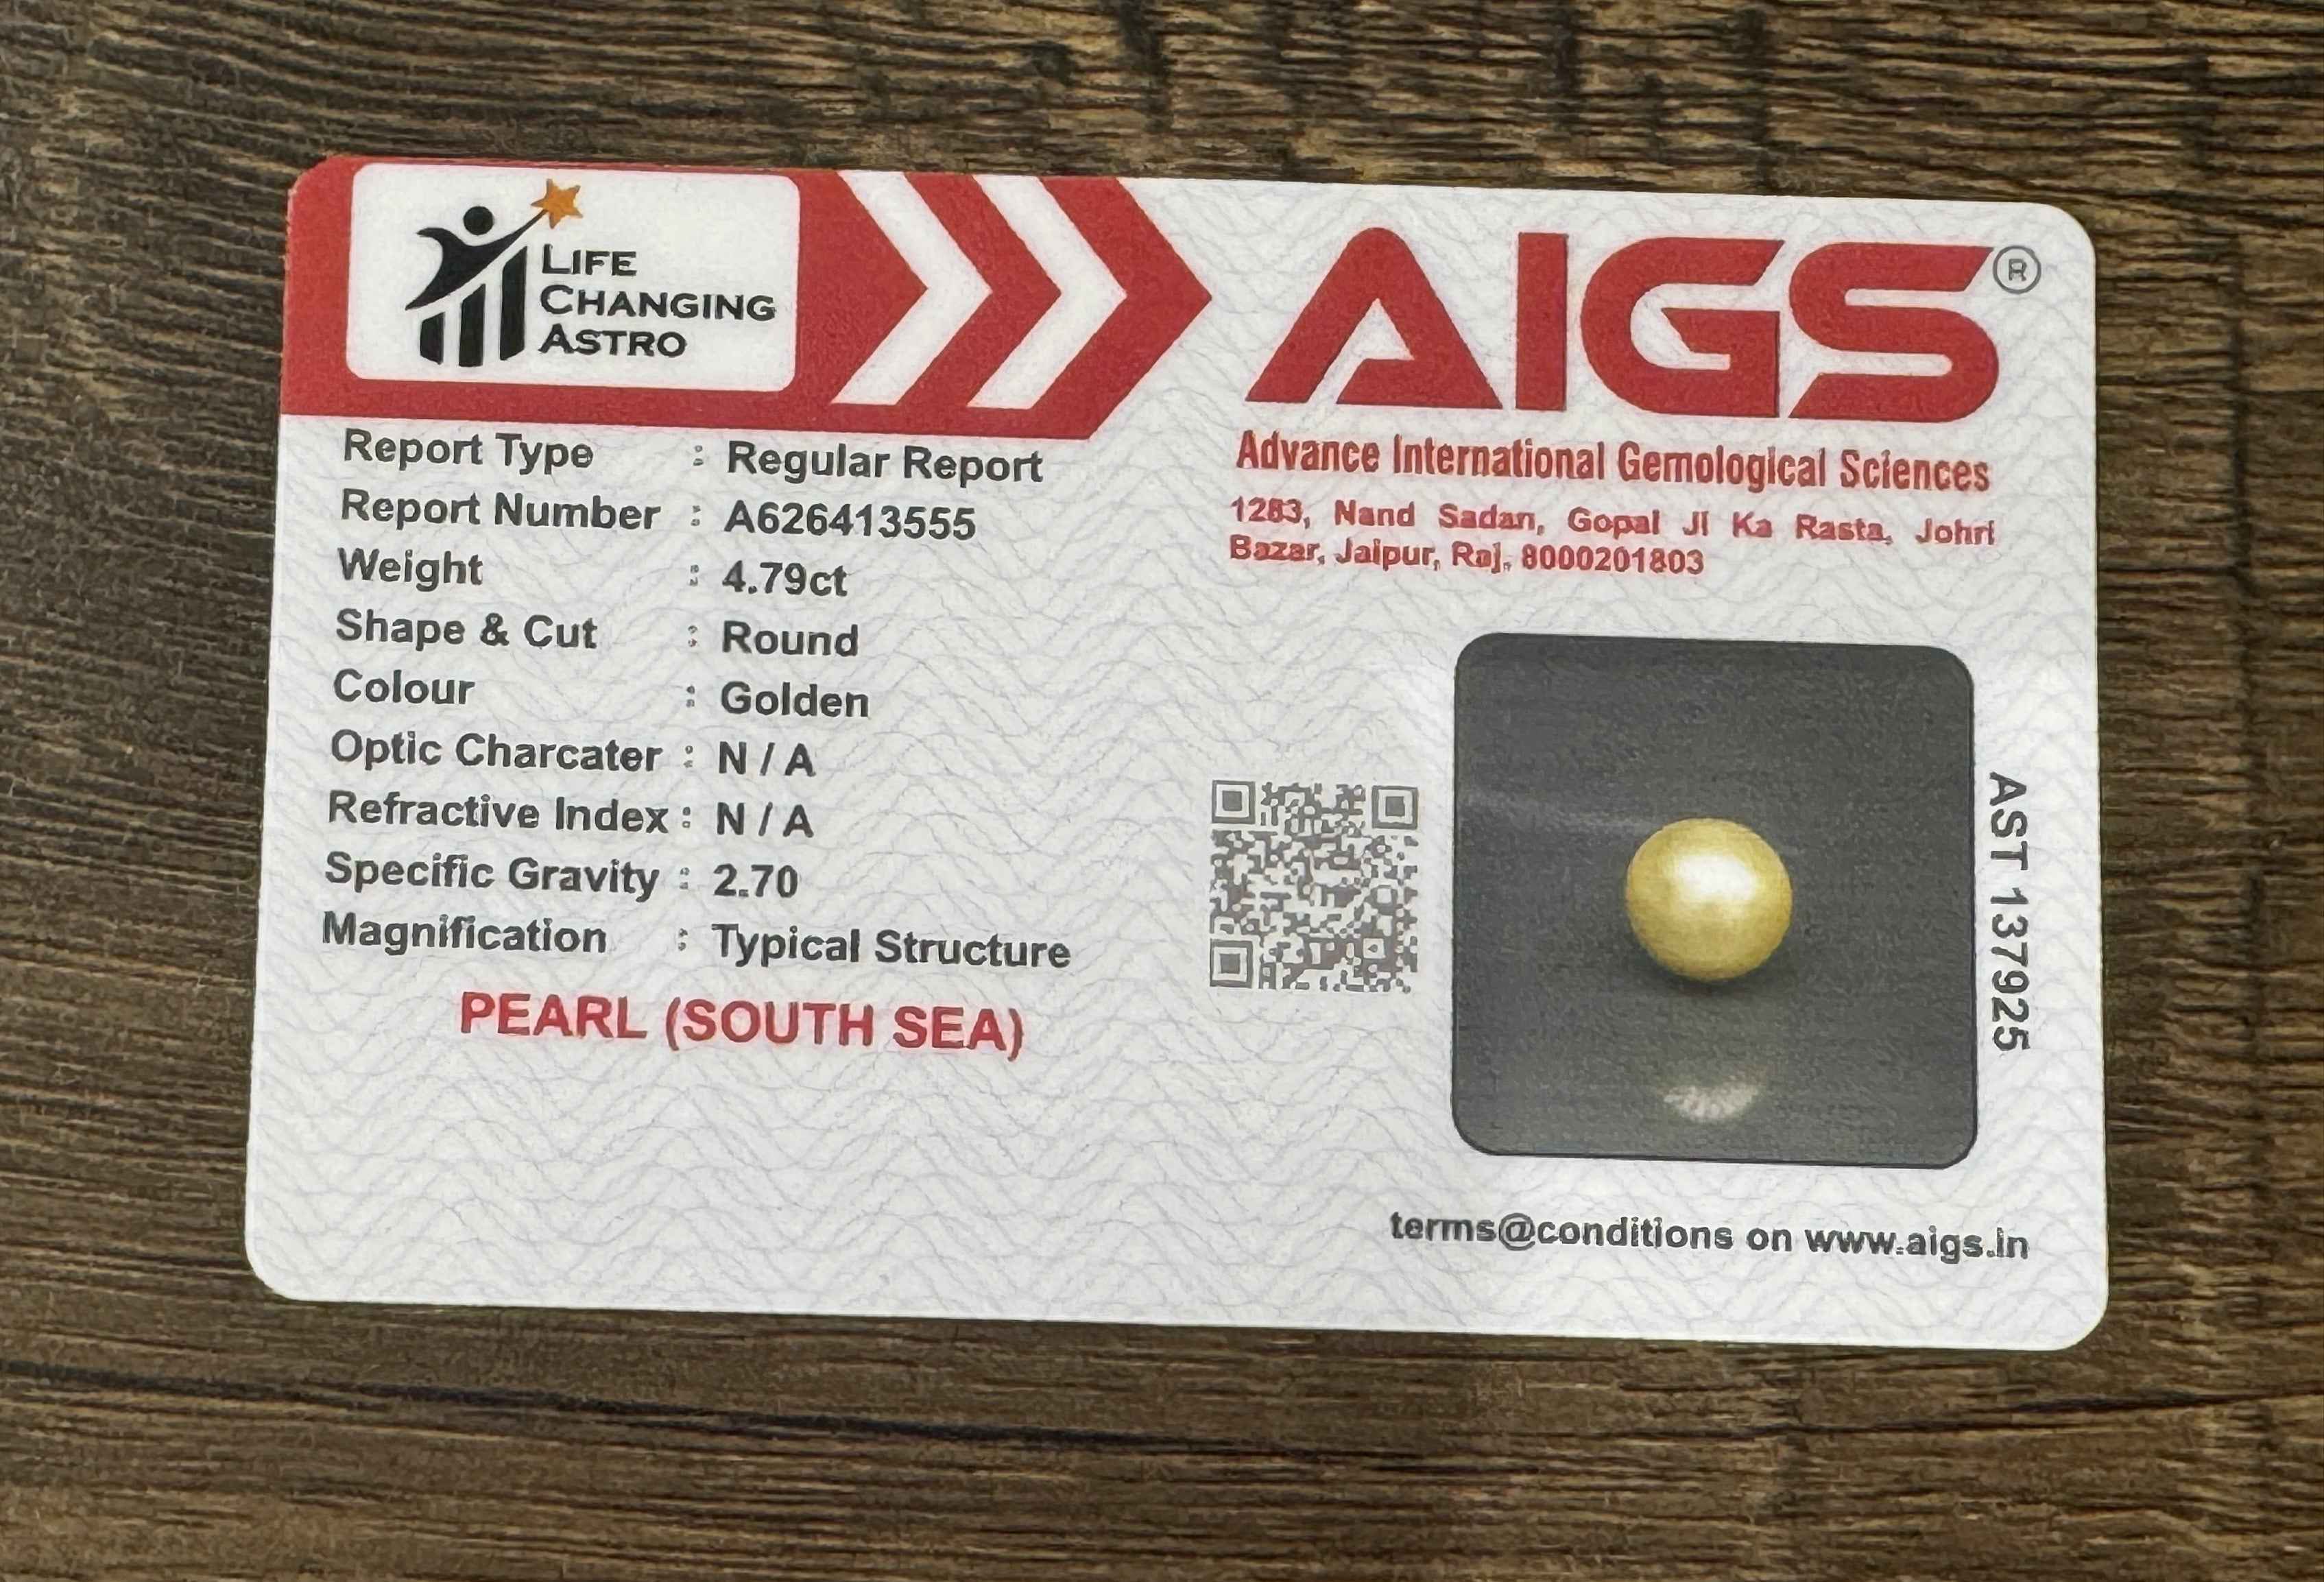 LIFE
CHANGING
ASTRO
AIGS®
Advance International Gemological Sciences
1283, Nand Sadan, Gopal Ji Ka Rasta, Johri
Bazar, Jaipur, Raj. 8000201803
Report Type : Regular Report
Report Number : A626413555
Weight : 4.79ct
Shape & Cut : Round
Colour : Golden
Optic Charcater : N / A
Refractive Index : N / A
Specific Gravity : 2.70
Magnification : Typical Structure
PEARL (SOUTH SEA)
AST 137925
terms@conditions on www.aigs.in